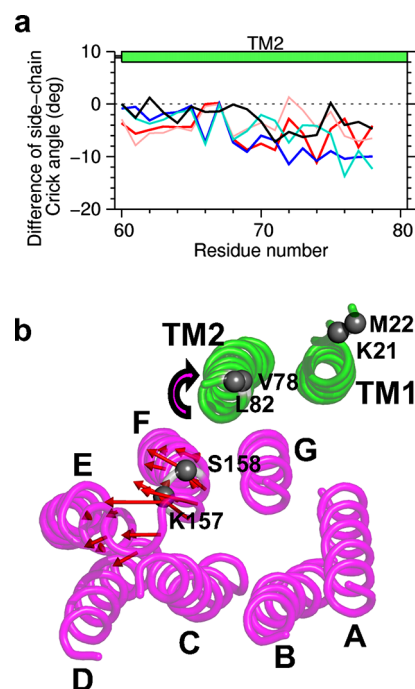 a
TM2
Difference of side-chain
Crick angle (deg)
10
0
−10
−20
60
70
80
Residue number
b
TM2
M22
K21
V78
TM1
L82
F
G
S158
E
K157
A
C
B
D